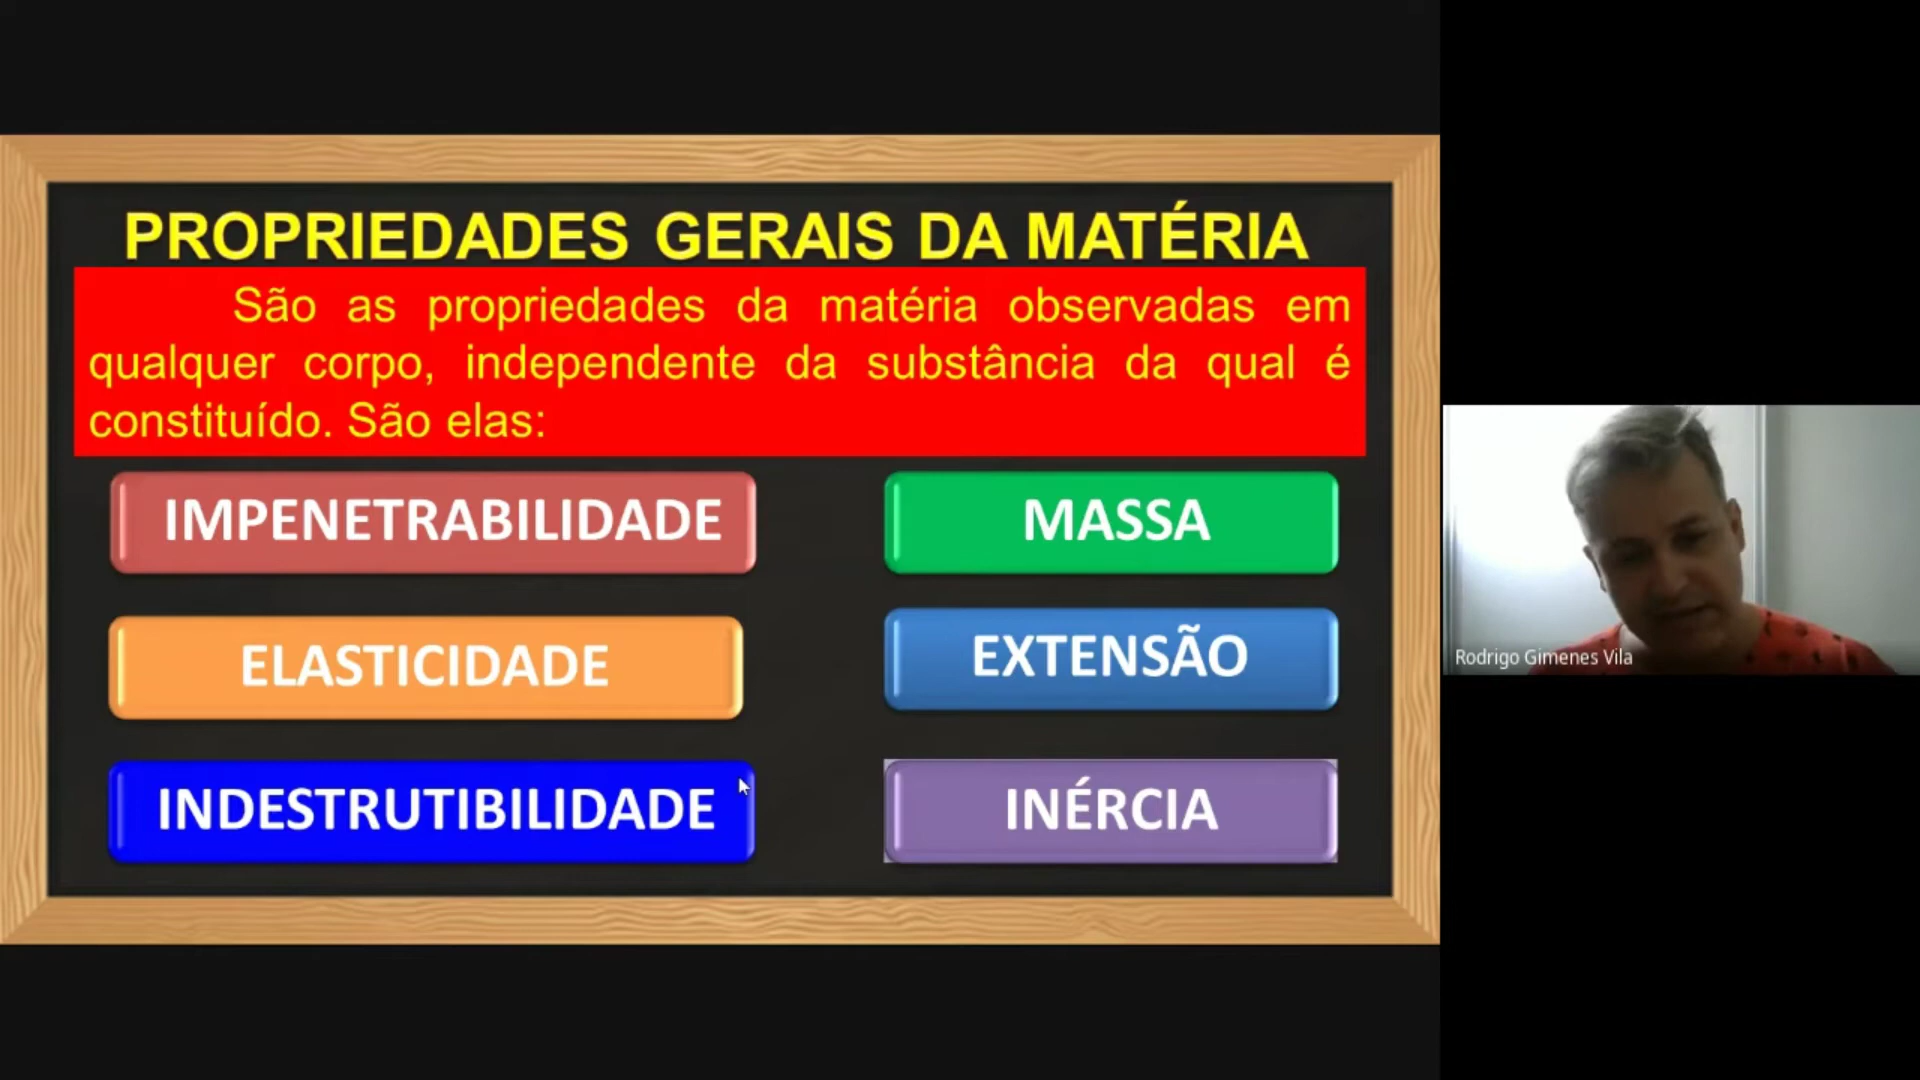 PROPRIEDADES GERAIS DA MATÉRIA
São as propriedades da matéria observadas em
qualquer corpo, independente da substância da qual é
constituído. São elas:
IMPENETRABILIDADE
MASSA
ELASTICIDADE
EXTENSÃO
INDESTRUTIBILIDADE
INÉRCIA
Rodrigo Gimenes Vila